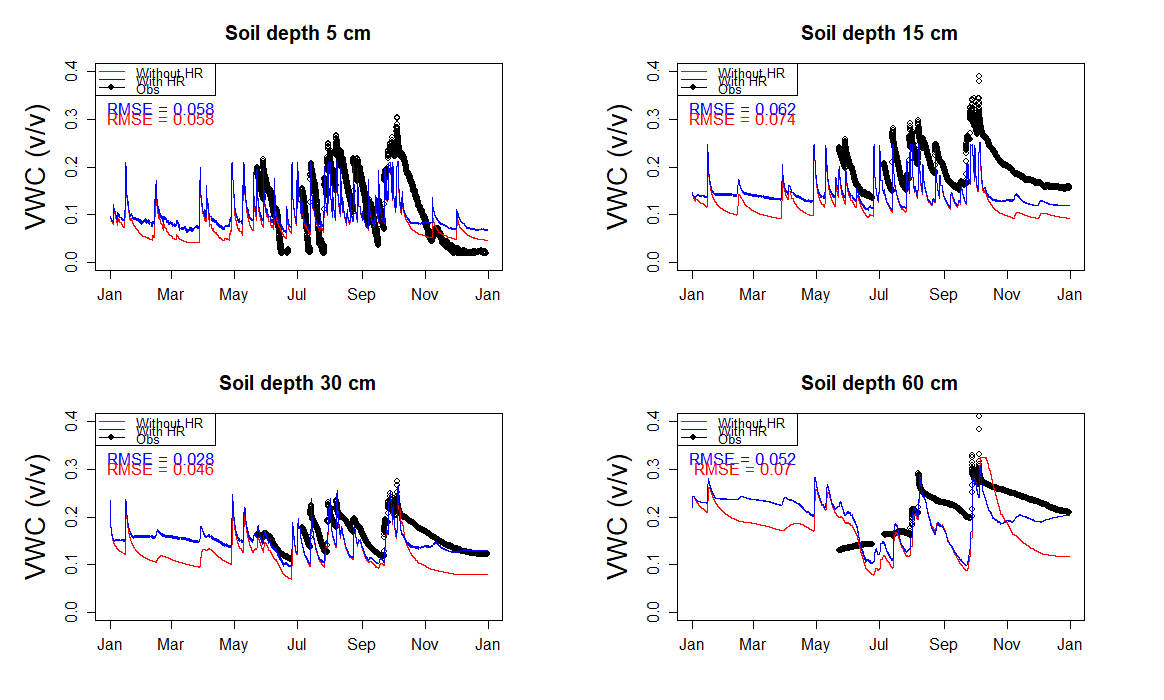 Soil depth 5 cm
VWC (v/v)
0.0 0.1 0.2 0.3 0.4
Without HR
With HR
Obs
RMSE = 0.058
RMSE = 0.058
Jan Mar May Jul Sep Nov Jan
Soil depth 15 cm
VWC (v/v)
0.0 0.1 0.2 0.3 0.4
Without HR
With HR
Obs
RMSE = 0.062
RMSE = 0.074
Jan Mar May Jul Sep Nov Jan
Soil depth 30 cm
VWC (v/v)
0.0 0.1 0.2 0.3 0.4
Without HR
With HR
Obs
RMSE = 0.028
RMSE = 0.046
Jan Mar May Jul Sep Nov Jan
Soil depth 60 cm
VWC (v/v)
0.0 0.1 0.2 0.3 0.4
Without HR
With HR
Obs
RMSE = 0.052
RMSE = 0.07
Jan Mar May Jul Sep Nov Jan